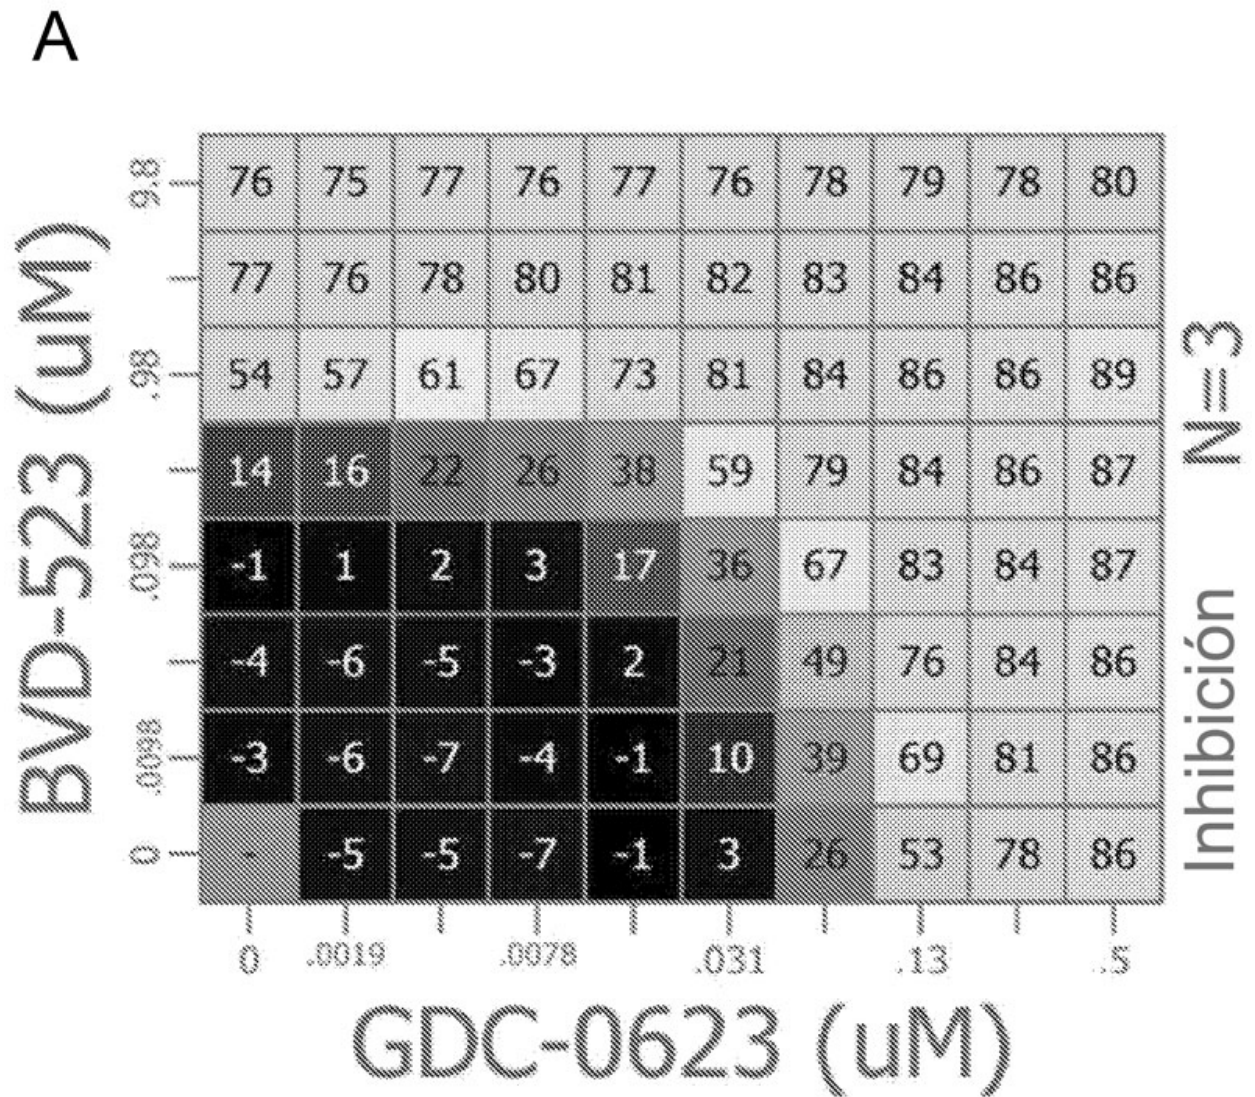 A
BVD-523 (uM)
9.8 76 75 77 76 77 76 78 79 78 80
77 76 78 80 81 82 83 84 86 86
.98 54 57 61 67 73 81 84 86 86 89
14 16 22 26 38 59 79 84 86 87
.098 -1 1 2 3 17 36 67 83 84 87
-4 -6 -5 -3 2 21 49 76 84 86
.0098 -3 -6 -7 -4 -1 10 39 69 81 86
0 - -5 -5 -7 -1 3 26 53 78 86
0 .0019 .0078 .031 .13 .5
GDC-0623 (uM)
Inhibición N=3